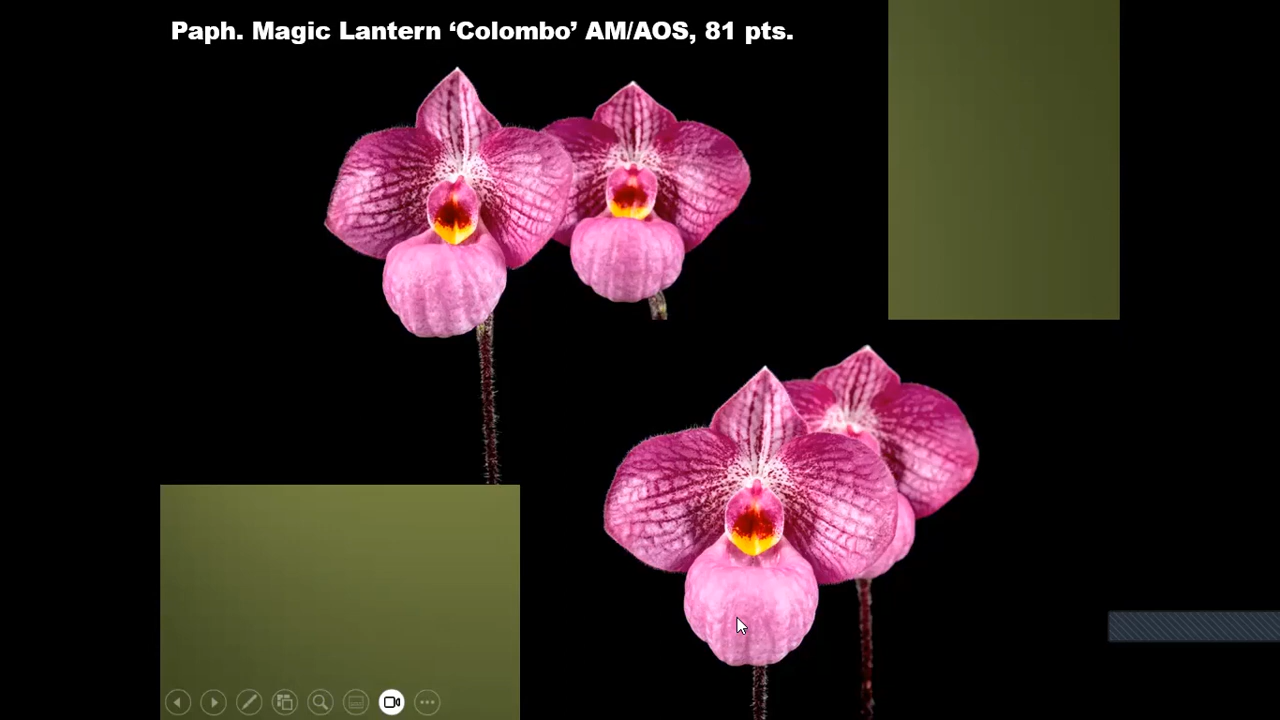 Paph. Magic Lantern ‘Colombo’ AM/AOS, 81 pts.